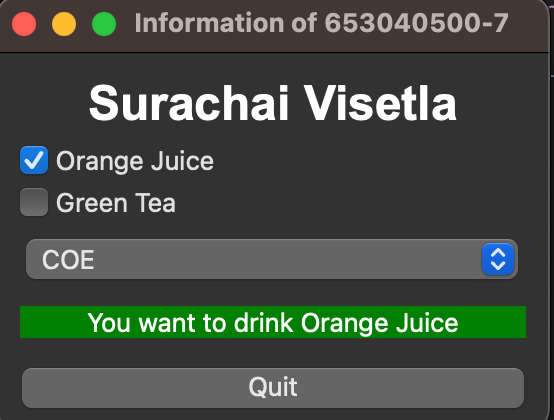 Information of 653040500-7
Surachai Visetla
Orange Juice
Green Tea
COE
You want to drink Orange Juice
Quit